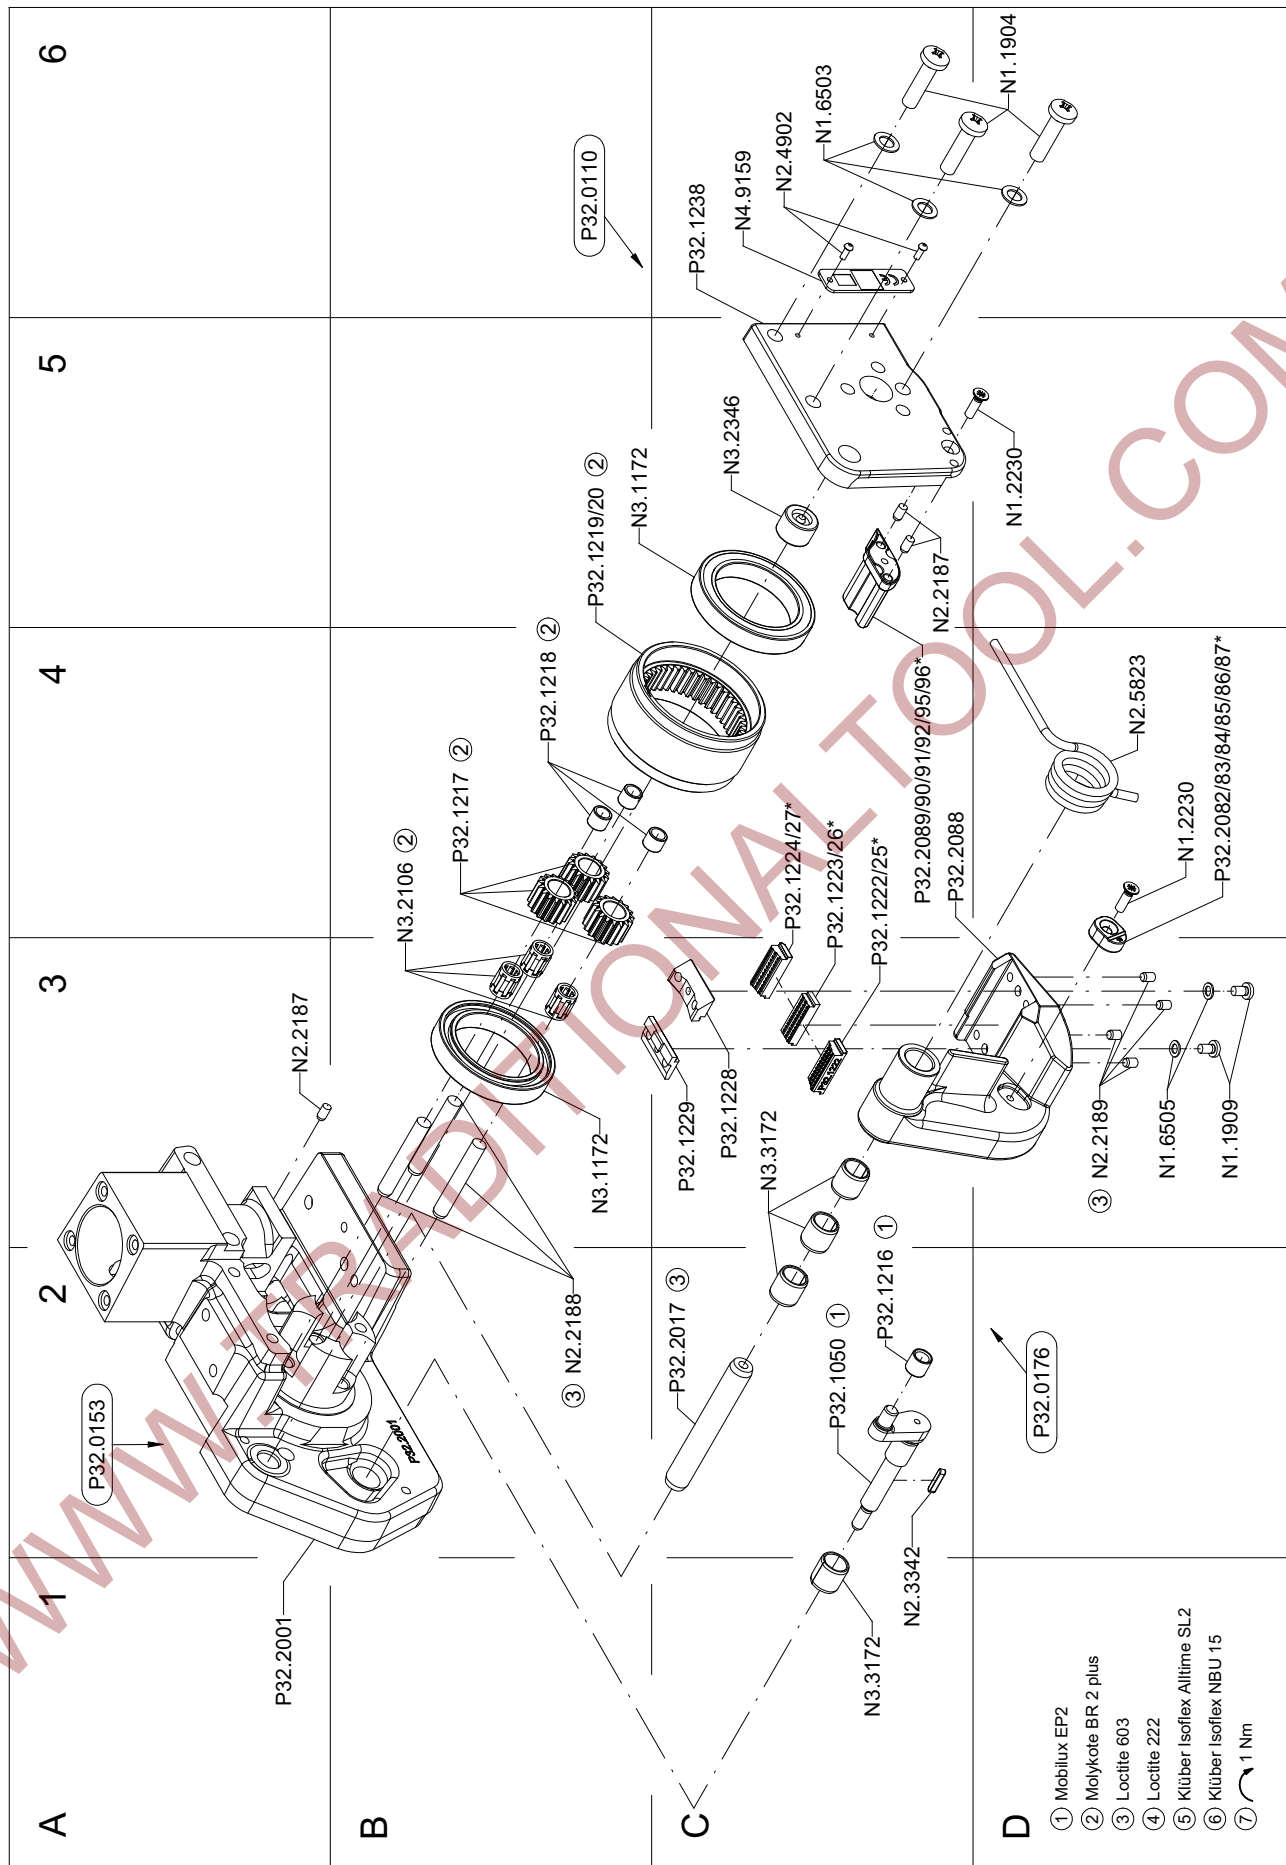 A
B
C
D
1
2
3
4
5
6
P32.0153
P32.2001
P32.2001
N2.2187
③ N2.2188
N3.1172
N3.2106 ②
P32.1217 ②
P32.1218 ②
P32.1219/20 ②
N3.1172
N3.2346
P32.0110
P32.1238
N4.9159
N2.4902
N1.6503
N1.1904
N1.2230
N2.2187
P32.2089/90/91/92/95/96*
P32.1229
P32.1228
P32.1224/27*
P32.1223/26*
P32.1222/25*
P32.2088
N2.5823
N1.2230
P32.2082/83/84/85/86/87*
③ N2.2189
N1.6505
N1.1909
N3.3172
P32.2017 ③
P32.1050 ①
P32.1216 ①
P32.0176
N2.3342
N3.3172
① Mobilux EP2
② Molykote BR 2 plus
③ Loctite 603
④ Loctite 222
⑤ Klüber Isoflex Alltime SL2
⑥ Klüber Isoflex NBU 15
⑦ 1 Nm
WWW.TRADITIONALTOOL.COM